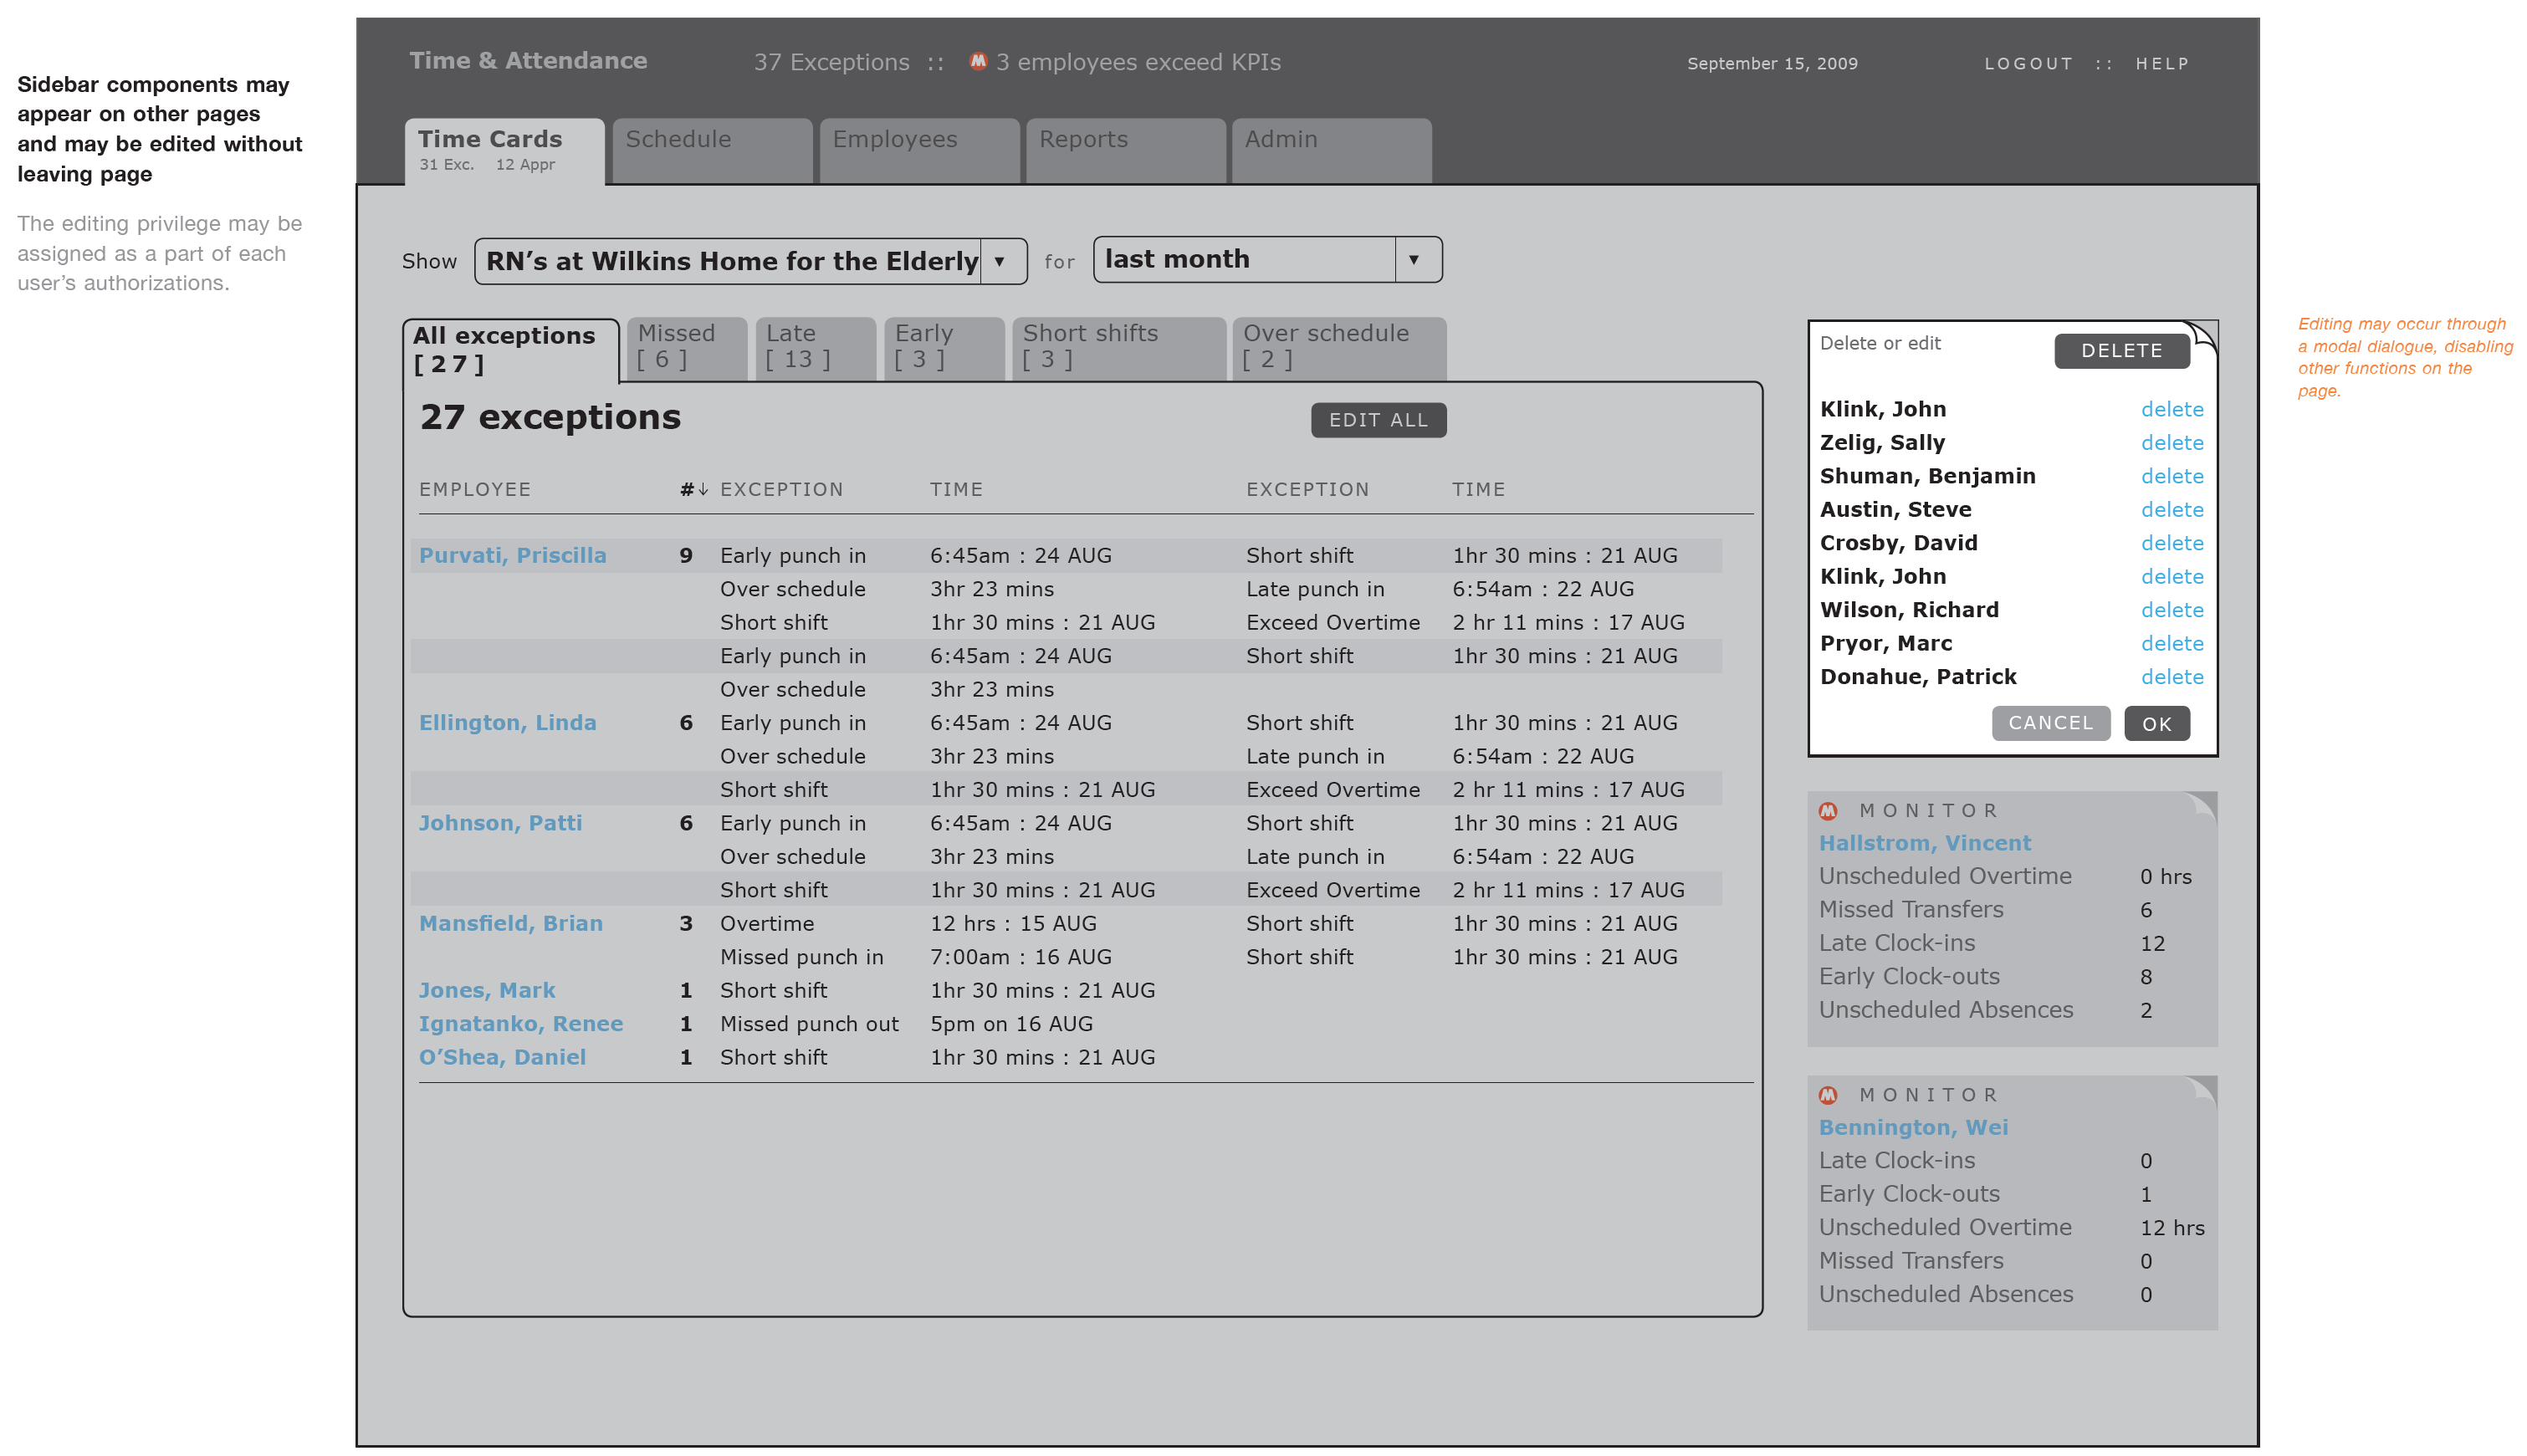 Sidebar components may
appear on other pages
and may be edited without
leaving page
The editing privilege may be
assigned as a part of each
user’s authorizations.
Time & Attendance
37 Exceptions :: M 3 employees exceed KPIs
September 15, 2009
LOGOUT :: HELP
Time Cards
31 Exc. 12 Appr
Schedule
Employees
Reports
Admin
Show RN’s at Wilkins Home for the Elderly ▼ for last month ▼
All exceptions
[ 27 ]
Missed
[ 6 ]
Late
[ 13 ]
Early
[ 3 ]
Short shifts
[ 3 ]
Over schedule
[ 2 ]
27 exceptions
EDIT ALL
EMPLOYEE #↓ EXCEPTION TIME EXCEPTION TIME
Purvati, Priscilla 9 Early punch in 6:45am : 24 AUG Short shift 1hr 30 mins : 21 AUG
Over schedule 3hr 23 mins Late punch in 6:54am : 22 AUG
Short shift 1hr 30 mins : 21 AUG Exceed Overtime 2 hr 11 mins : 17 AUG
Early punch in 6:45am : 24 AUG Short shift 1hr 30 mins : 21 AUG
Over schedule 3hr 23 mins
Ellington, Linda 6 Early punch in 6:45am : 24 AUG Short shift 1hr 30 mins : 21 AUG
Over schedule 3hr 23 mins Late punch in 6:54am : 22 AUG
Short shift 1hr 30 mins : 21 AUG Exceed Overtime 2 hr 11 mins : 17 AUG
Johnson, Patti 6 Early punch in 6:45am : 24 AUG Short shift 1hr 30 mins : 21 AUG
Over schedule 3hr 23 mins Late punch in 6:54am : 22 AUG
Short shift 1hr 30 mins : 21 AUG Exceed Overtime 2 hr 11 mins : 17 AUG
Mansfield, Brian 3 Overtime 12 hrs : 15 AUG Short shift 1hr 30 mins : 21 AUG
Missed punch in 7:00am : 16 AUG Short shift 1hr 30 mins : 21 AUG
Jones, Mark 1 Short shift 1hr 30 mins : 21 AUG
Ignatanko, Renee 1 Missed punch out 5pm on 16 AUG
O’Shea, Daniel 1 Short shift 1hr 30 mins : 21 AUG
Delete or edit
DELETE
Klink, John delete
Zelig, Sally delete
Shuman, Benjamin delete
Austin, Steve delete
Crosby, David delete
Klink, John delete
Wilson, Richard delete
Pryor, Marc delete
Donahue, Patrick delete
CANCEL OK
M MONITOR
Hallstrom, Vincent
Unscheduled Overtime 0 hrs
Missed Transfers 6
Late Clock-ins 12
Early Clock-outs 8
Unscheduled Absences 2
M MONITOR
Bennington, Wei
Late Clock-ins 0
Early Clock-outs 1
Unscheduled Overtime 12 hrs
Missed Transfers 0
Unscheduled Absences 0
Editing may occur through
a modal dialogue, disabling
other functions on the
page.